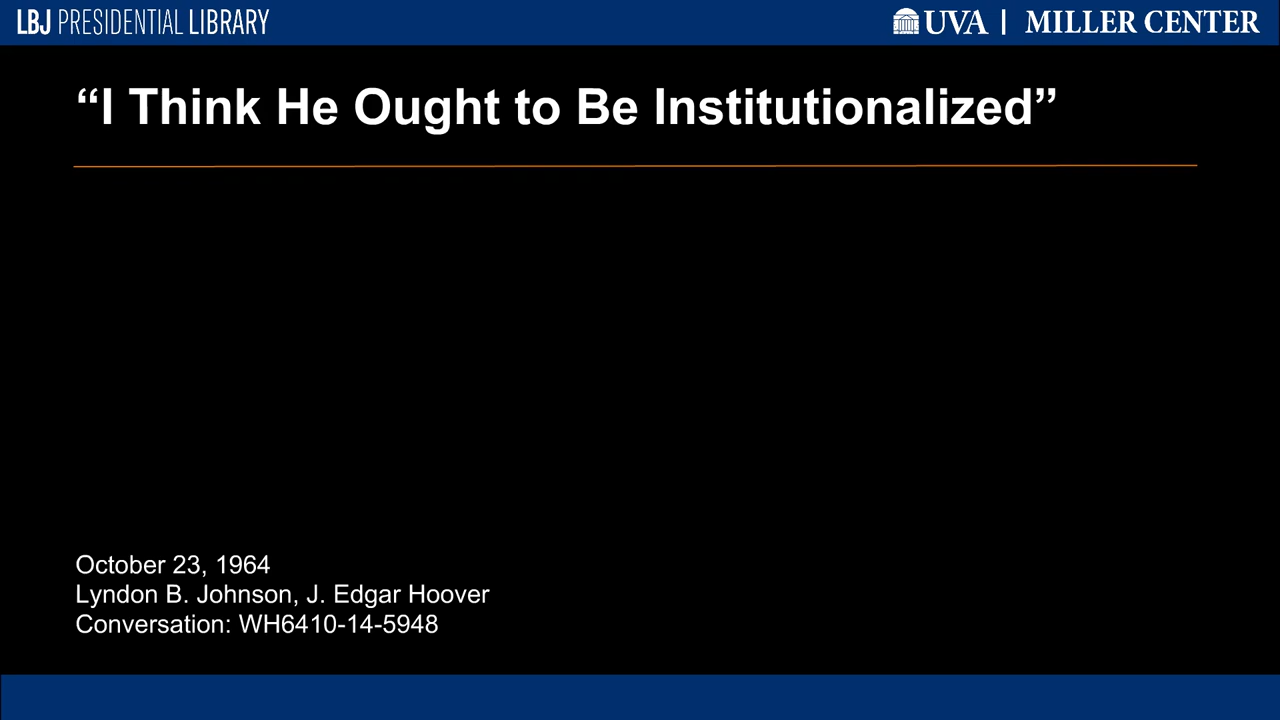 LBJ PRESIDENTIAL LIBRARY
UVA | MILLER CENTER
“I Think He Ought to Be Institutionalized”
October 23, 1964
Lyndon B. Johnson, J. Edgar Hoover
Conversation: WH6410-14-5948